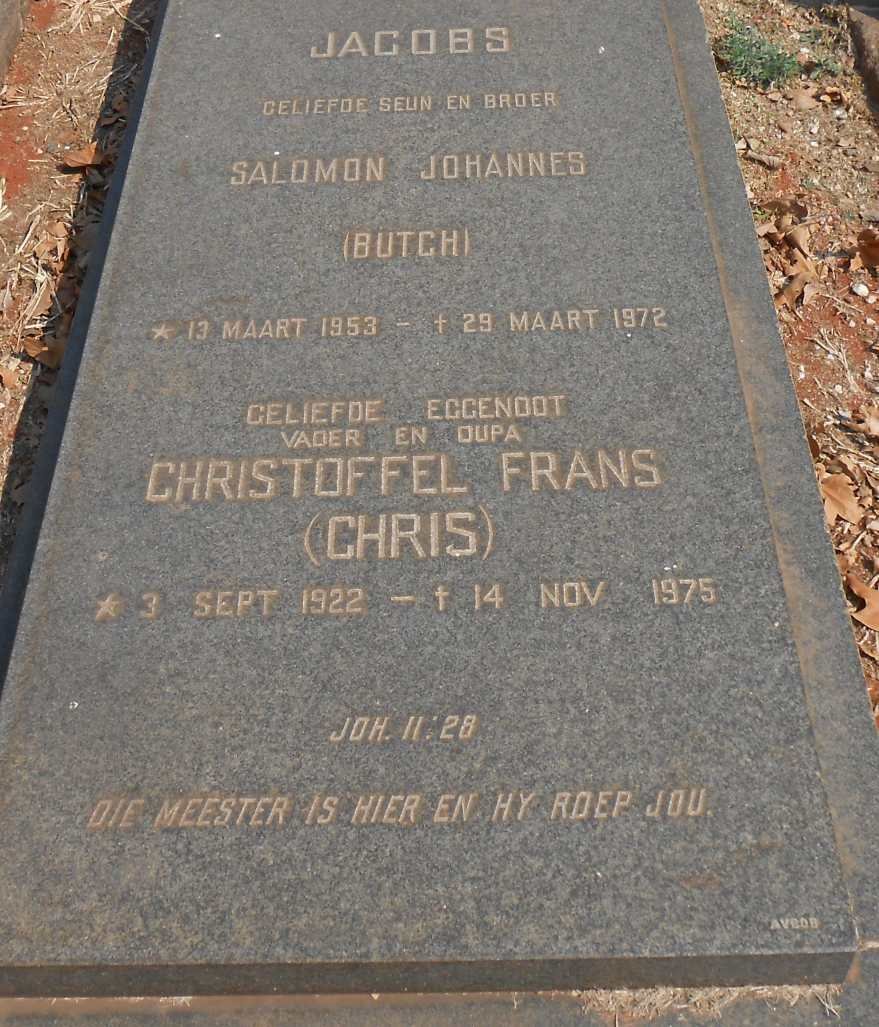 JACOBS
GELIEFDE SEUN EN BROER
SALOMON JOHANNES
(BUTCH)
★ 13 MAART 1953 – † 29 MAART 1972
GELIEFDE EGGENOOT
VADER EN OUPA
CHRISTOFFEL FRANS
(CHRIS)
★ 3 SEPT 1922 – † 14 NOV 1975
JOH. 11:28
DIE MEESTER IS HIER EN HY ROEP JOU.